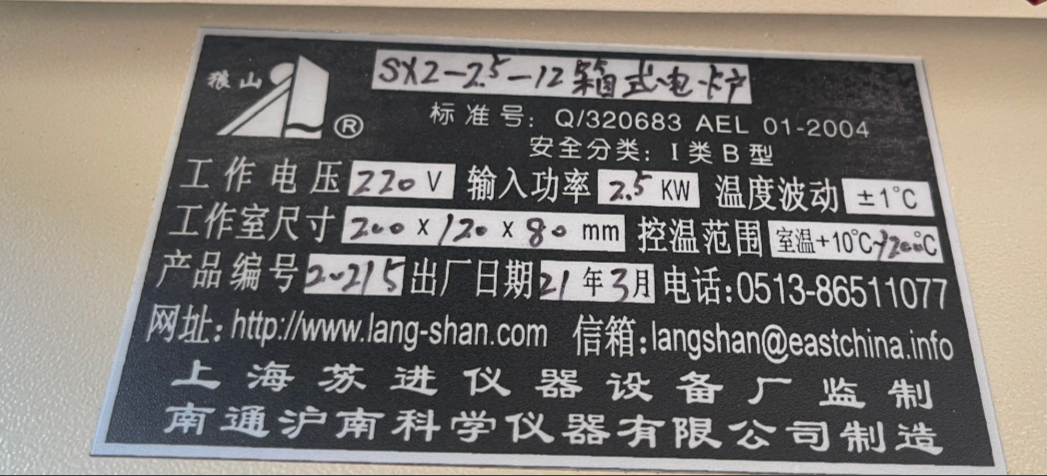 狼山
®
SX2-2.5-12箱式电炉
标准号: Q/320683 AEL 01-2004
安全分类: I类B型
工作电压 220 V 输入功率 2.5 KW 温度波动 ±1℃
工作室尺寸 200 x 120 x 80 mm 控温范围 室温+10℃~1200℃
产品编号 20215 出厂日期 21年3月 电话:0513-86511077
网址: http://www.lang-shan.com 信箱: langshan@eastchina.info
上海苏进仪器设备厂监制
南通沪南科学仪器有限公司制造